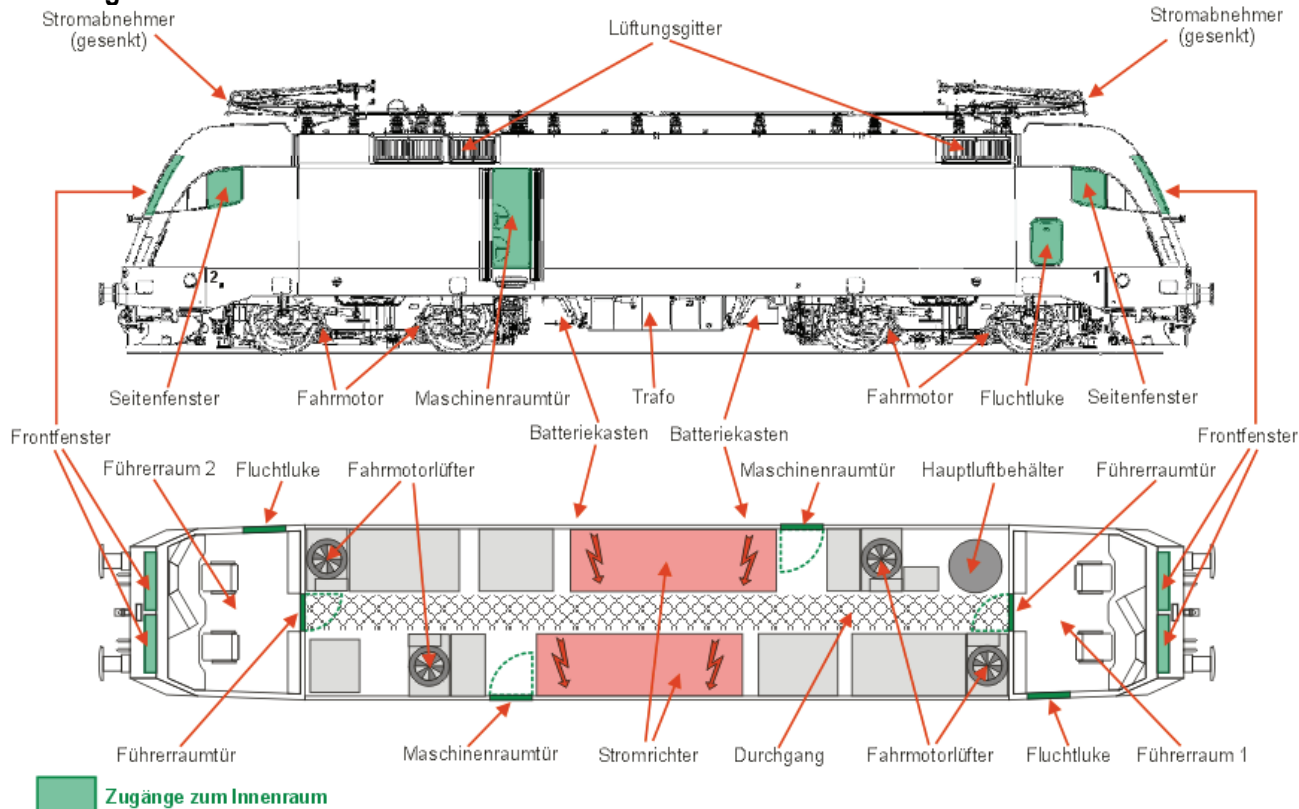 Stromabnehmer
(gesenkt)
Lüftungsgitter
Stromabnehmer
(gesenkt)
2
1
Seitenfenster
Fahrmotor
Maschinenraumtür
Trafo
Fahrmotor
Fluchtluke
Seitenfenster
Frontfenster
Batteriekasten
Batteriekasten
Frontfenster
Führerraum 2
Fluchtluke
Fahrmotorlüfter
Maschinenraumtür
Hauptluftbehälter
Führerraumtür
Führerraumtür
Maschinenraumtür
Stromrichter
Durchgang
Fahrmotorlüfter
Fluchtluke
Führerraum 1
Zugänge zum Innenraum